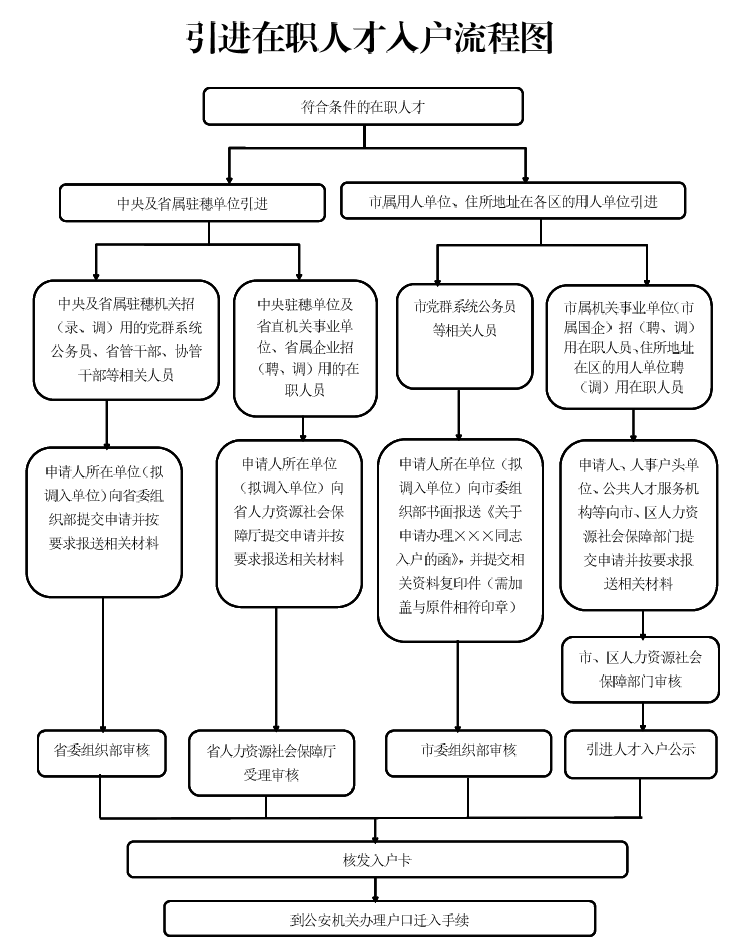 引进在职人才入户流程图
符合条件的在职人才
中央及省属驻穗单位引进
市属用人单位、住所地址在各区的用人单位引进
中央及省属驻穗机关招
（录、调）用的党群系统
公务员、省管干部、协管
干部等相关人员
中央驻穗单位及
省直机关事业单
位、省属企业招
（聘、调）用的在
职人员
市党群系统公务员
等相关人员
市属机关事业单位（市
属国企）招（聘、调）
用在职人员、住所地址
在区的用人单位聘
（调）用在职人员
申请人所在单位（拟
调入单位）向省委组
织部提交申请并按
要求报送相关材料
申请人所在单位
（拟调入单位）向
省人力资源社会保
障厅提交申请并按
要求报送相关材料
申请人所在单位（拟
调入单位）向市委组
织部书面报送《关于
申请办理×××同志
入户的函》，并提交相
关资料复印件（需加
盖与原件相符印章）
申请人、人事户头单
位、公共人才服务机
构等向市、区人力资
源社会保障部门提
交申请并按要求报
送相关材料
市、区人力资源社会
保障部门审核
省委组织部审核
省人力资源社会保障厅
受理审核
市委组织部审核
引进人才入户公示
核发入户卡
到公安机关办理户口迁入手续